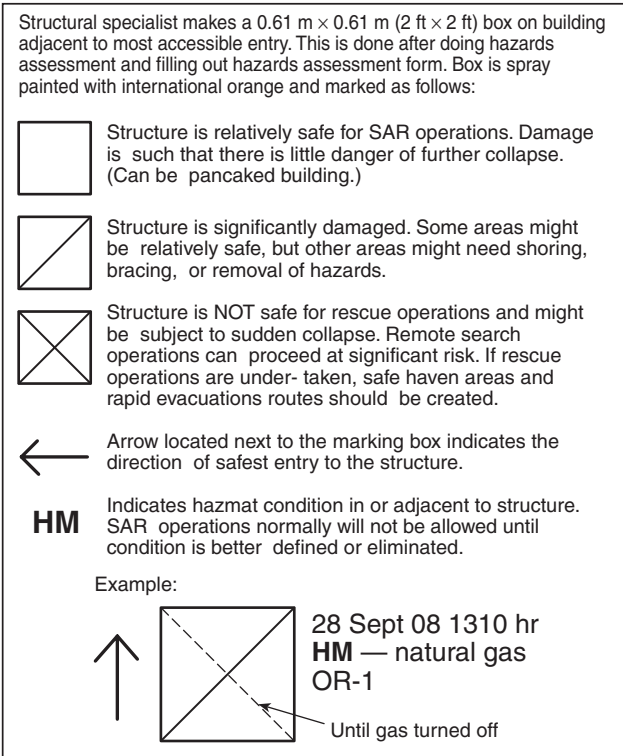 Structural specialist makes a 0.61 m × 0.61 m (2 ft × 2 ft) box on building
adjacent to most accessible entry. This is done after doing hazards
assessment and filling out hazards assessment form. Box is spray
painted with international orange and marked as follows:
Structure is relatively safe for SAR operations. Damage
is such that there is little danger of further collapse.
(Can be pancaked building.)
Structure is significantly damaged. Some areas might
be relatively safe, but other areas might need shoring,
bracing, or removal of hazards.
Structure is NOT safe for rescue operations and might
be subject to sudden collapse. Remote search
operations can proceed at significant risk. If rescue
operations are under- taken, safe haven areas and
rapid evacuations routes should be created.
Arrow located next to the marking box indicates the
direction of safest entry to the structure.
HM
Indicates hazmat condition in or adjacent to structure.
SAR operations normally will not be allowed until
condition is better defined or eliminated.
Example:
28 Sept 08 1310 hr
HM — natural gas
OR-1
Until gas turned off